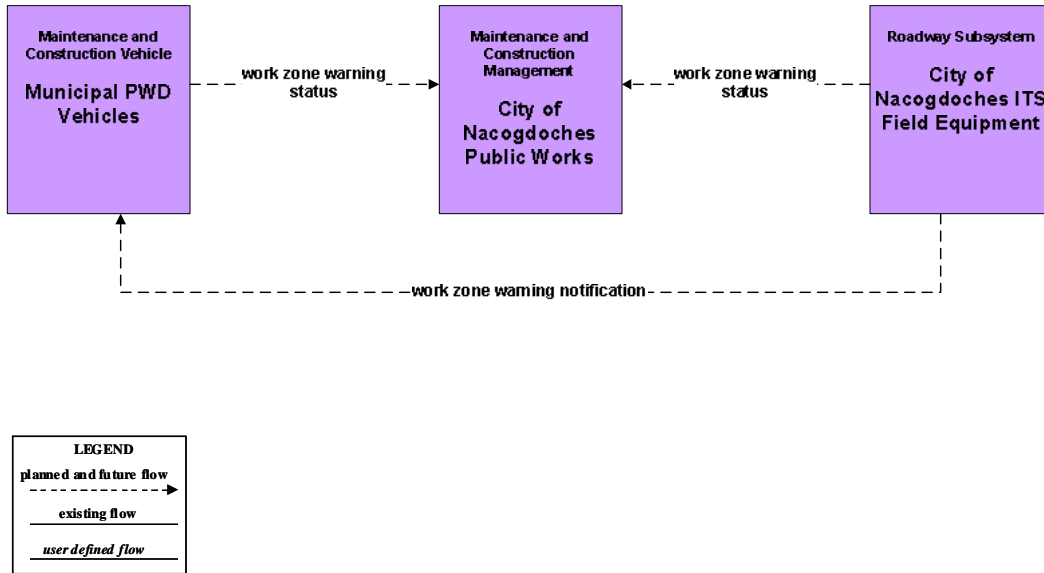 Maintenance and
Construction Vehicle
Municipal PWD
Vehicles
work zone warning
status
Maintenance and
Construction
Management
City of
Nacogdoches
Public Works
work zone warning
status
Roadway Subsystem
City of
Nacogdoches ITS
Field Equipment
work zone warning notification
LEGEND
planned and future flow
existing flow
user defined flow